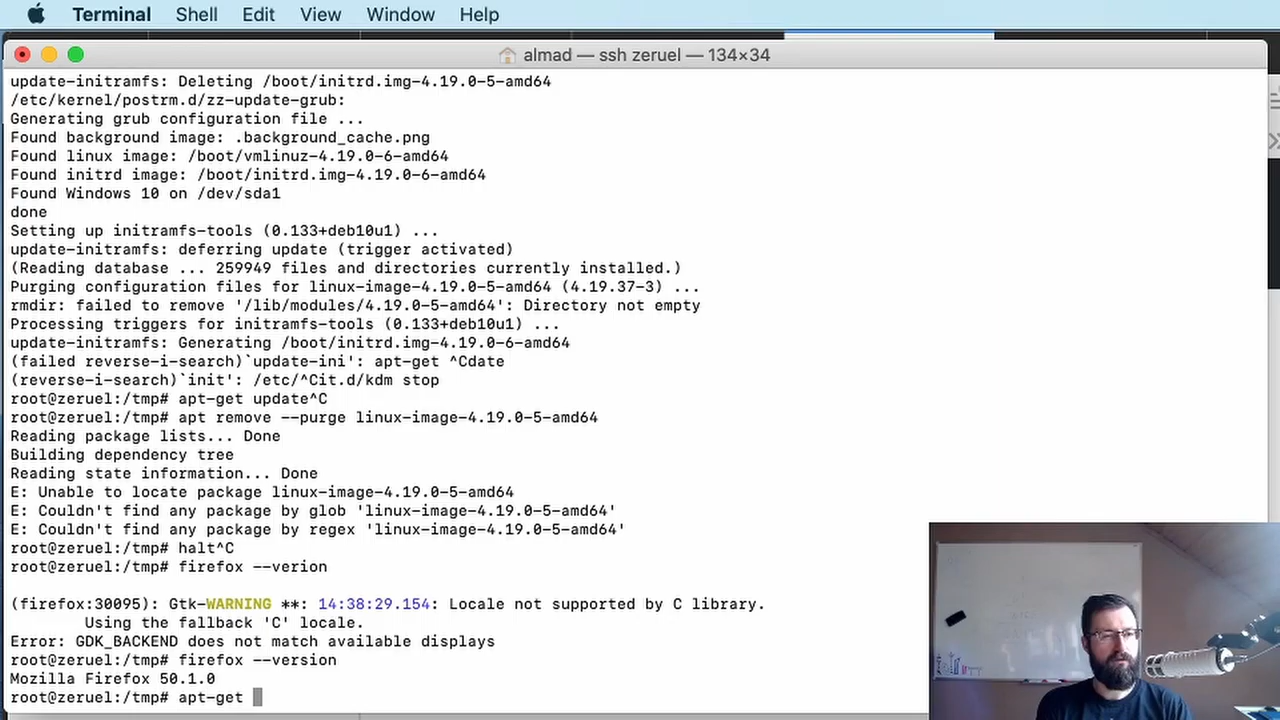 Terminal Shell Edit View Window Help
almad — ssh zeruel — 134×34
update-initramfs: Deleting /boot/initrd.img-4.19.0-5-amd64
/etc/kernel/postrm.d/zz-update-grub:
Generating grub configuration file ...
Found background image: .background_cache.png
Found linux image: /boot/vmlinuz-4.19.0-6-amd64
Found initrd image: /boot/initrd.img-4.19.0-6-amd64
Found Windows 10 on /dev/sda1
done
Setting up initramfs-tools (0.133+deb10u1) ...
update-initramfs: deferring update (trigger activated)
(Reading database ... 259949 files and directories currently installed.)
Purging configuration files for linux-image-4.19.0-5-amd64 (4.19.37-3) ...
rmdir: failed to remove '/lib/modules/4.19.0-5-amd64': Directory not empty
Processing triggers for initramfs-tools (0.133+deb10u1) ...
update-initramfs: Generating /boot/initrd.img-4.19.0-6-amd64
(failed reverse-i-search)`update-ini': apt-get ^Cdate
(reverse-i-search)`init': /etc/^Cit.d/kdm stop
root@zeruel:/tmp# apt-get update^C
root@zeruel:/tmp# apt remove --purge linux-image-4.19.0-5-amd64
Reading package lists... Done
Building dependency tree
Reading state information... Done
E: Unable to locate package linux-image-4.19.0-5-amd64
E: Couldn't find any package by glob 'linux-image-4.19.0-5-amd64'
E: Couldn't find any package by regex 'linux-image-4.19.0-5-amd64'
root@zeruel:/tmp# halt^C
root@zeruel:/tmp# firefox --verion
(firefox:30095): Gtk-WARNING **: 14:38:29.154: Locale not supported by C library.
Using the fallback 'C' locale.
Error: GDK_BACKEND does not match available displays
root@zeruel:/tmp# firefox --version
Mozilla Firefox 50.1.0
root@zeruel:/tmp# apt-get